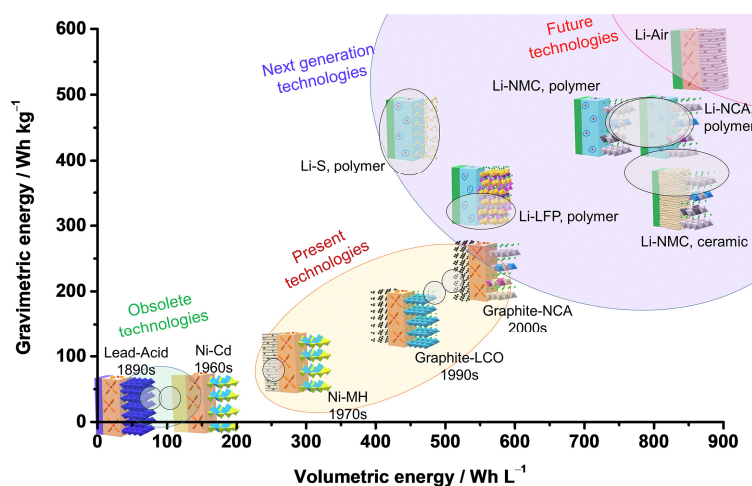 600
500
400
300
200
100
0
Gravimetric energy / Wh kg⁻¹
Next generation
technologies
Future
technologies
Li-Air
Li-NMC, polymer
Li-NCA
polymer
Li-S, polymer
Li-LFP, polymer
Li-NMC, ceramic
Present
technologies
Obsolete
technologies
Graphite-NCA
2000s
Lead-Acid
1890s
Ni-Cd
1960s
Graphite-LCO
1990s
Ni-MH
1970s
0 100 200 300 400 500 600 700 800 900
Volumetric energy / Wh L⁻¹